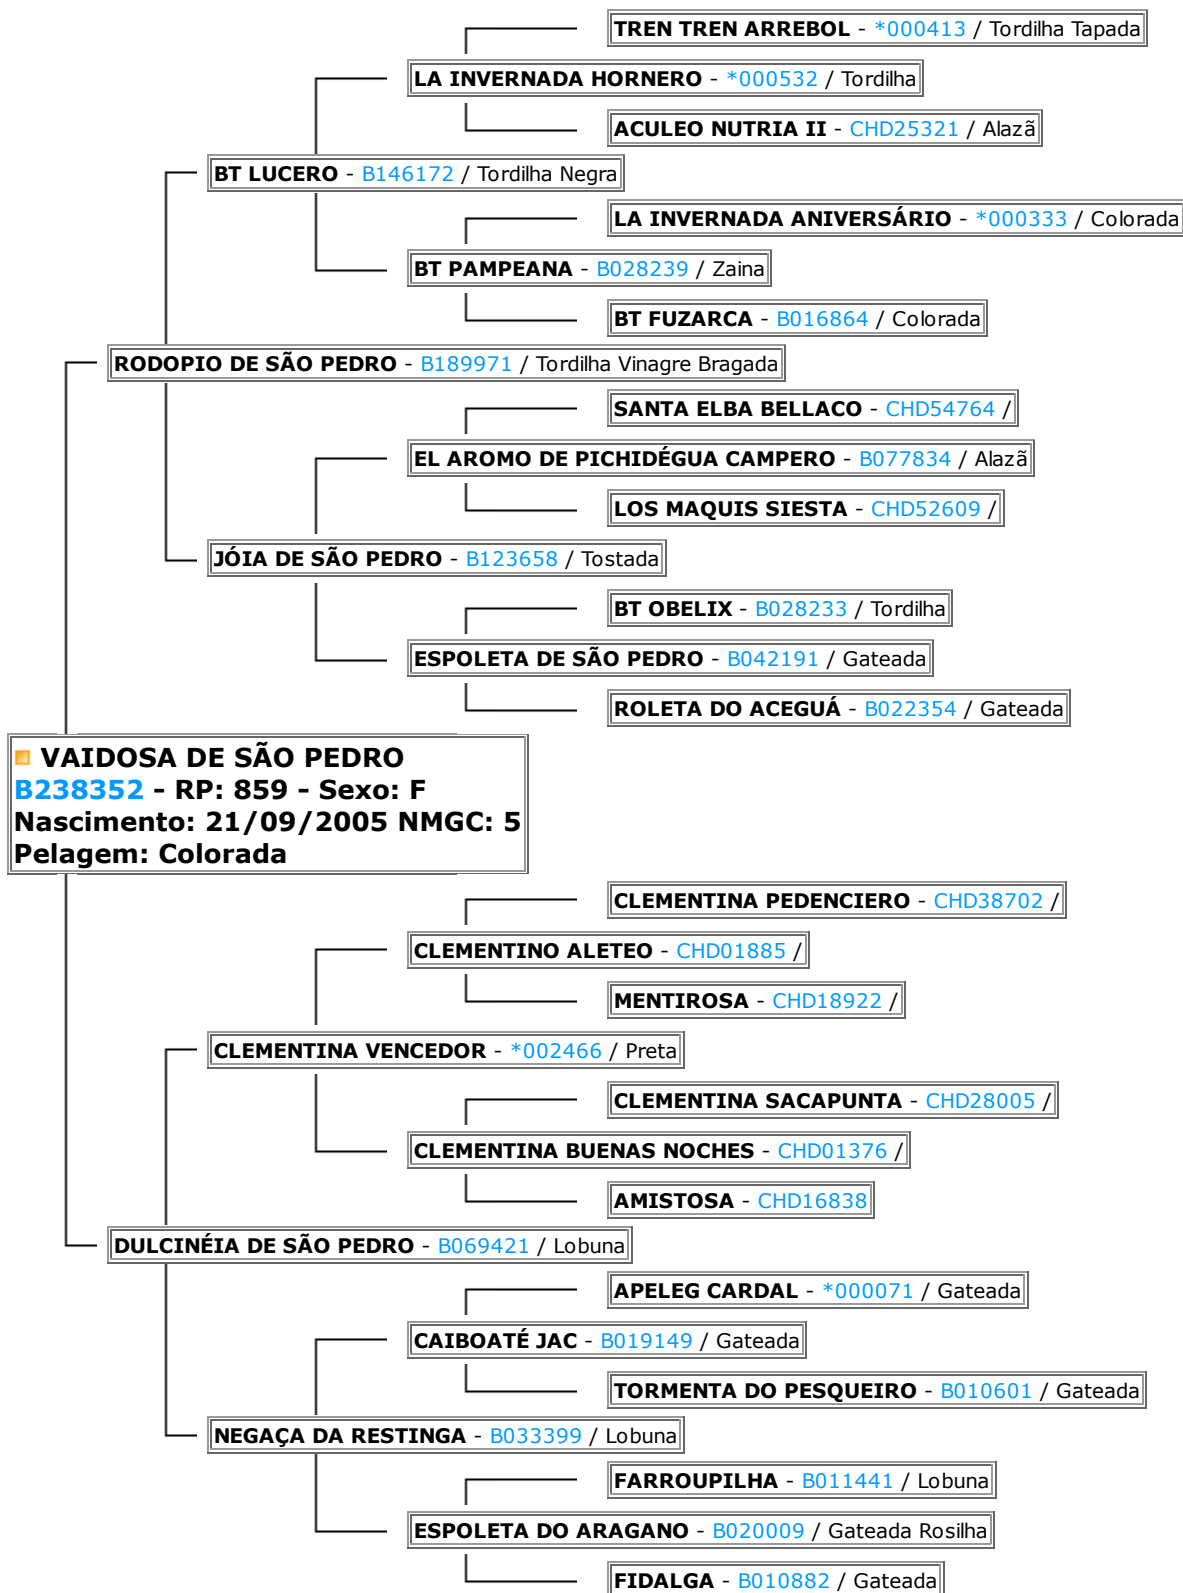 TREN TREN ARREBOL - *000413 / Tordilha Tapada
LA INVERNADA HORNERO - *000532 / Tordilha
ACULEO NUTRIA II - CHD25321 / Alazã
BT LUCERO - B146172 / Tordilha Negra
LA INVERNADA ANIVERSÁRIO - *000333 / Colorada
BT PAMPEANA - B028239 / Zaina
BT FUZARCA - B016864 / Colorada
RODOPIO DE SÃO PEDRO - B189971 / Tordilha Vinagre Bragada
SANTA ELBA BELLACO - CHD54764 /
EL AROMO DE PICHIDÉGUA CAMPERO - B077834 / Alazã
LOS MAQUIS SIESTA - CHD52609 /
JÓIA DE SÃO PEDRO - B123658 / Tostada
BT OBELIX - B028233 / Tordilha
ESPOLETA DE SÃO PEDRO - B042191 / Gateada
ROLETA DO ACEGUÁ - B022354 / Gateada
VAIDOSA DE SÃO PEDRO
B238352 - RP: 859 - Sexo: F
Nascimento: 21/09/2005 NMGC: 5
Pelagem: Colorada
CLEMENTINA PEDENCIERO - CHD38702 /
CLEMENTINO ALETEO - CHD01885 /
MENTIROSA - CHD18922 /
CLEMENTINA VENCEDOR - *002466 / Preta
CLEMENTINA SACAPUNTA - CHD28005 /
CLEMENTINA BUENAS NOCHES - CHD01376 /
AMISTOSA - CHD16838
DULCINÉIA DE SÃO PEDRO - B069421 / Lobuna
APELEG CARDAL - *000071 / Gateada
CAIBOATÉ JAC - B019149 / Gateada
TORMENTA DO PESQUEIRO - B010601 / Gateada
NEGAÇA DA RESTINGA - B033399 / Lobuna
FARROUPILHA - B011441 / Lobuna
ESPOLETA DO ARAGANO - B020009 / Gateada Rosilha
FIDALGA - B010882 / Gateada